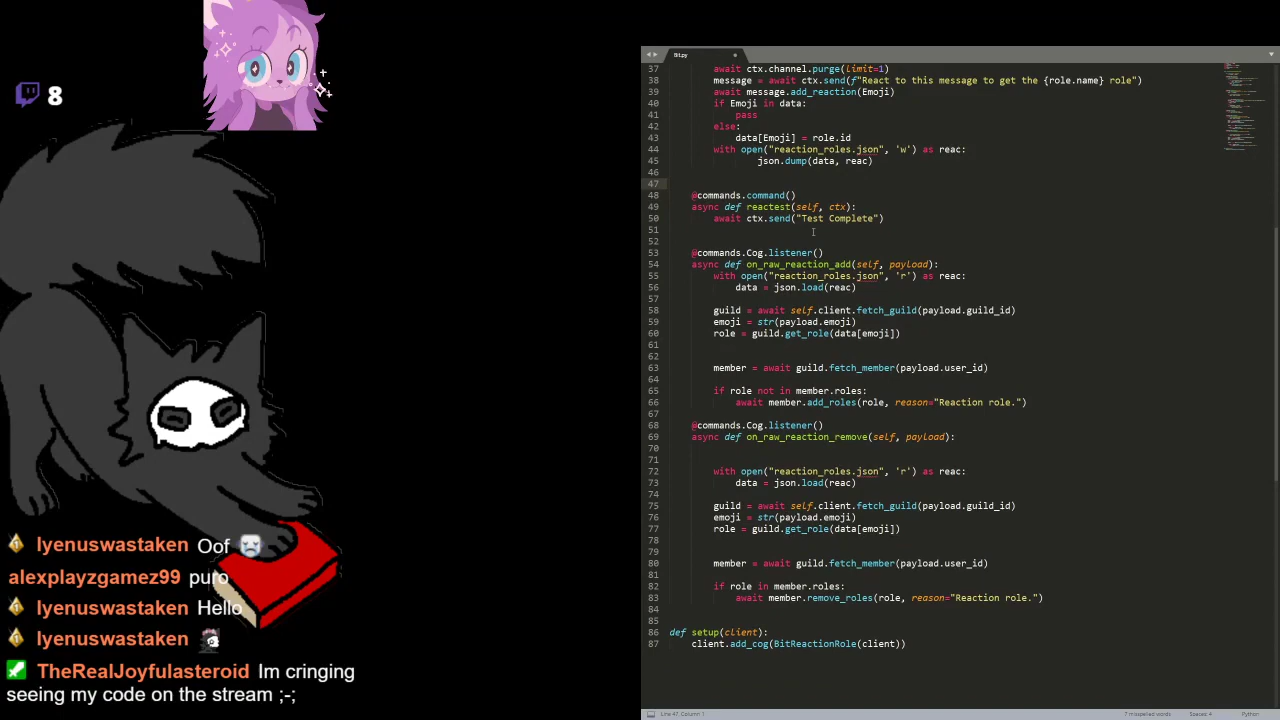 8
lyenuswastaken Oof
alexplayzgamez99 puro
lyenuswastaken Hello
lyenuswastaken
TheRealJoyfulasteroid Im cringing
seeing my code on the stream ;-;
Bit.py
37 await ctx.channel.purge(limit=1)
38 message = await ctx.send(f"React to this message to get the {role.name} role")
39 await message.add_reaction(Emoji)
40 if Emoji in data:
41 pass
42 else:
43 data[Emoji] = role.id
44 with open("reaction_roles.json", 'w') as reac:
45 json.dump(data, reac)
46
47
48 @commands.command()
49 async def reactest(self, ctx):
50 await ctx.send("Test Complete")
51
52
53 @commands.Cog.listener()
54 async def on_raw_reaction_add(self, payload):
55 with open("reaction_roles.json", 'r') as reac:
56 data = json.load(reac)
57
58 guild = await self.client.fetch_guild(payload.guild_id)
59 emoji = str(payload.emoji)
60 role = guild.get_role(data[emoji])
61
62
63 member = await guild.fetch_member(payload.user_id)
64
65 if role not in member.roles:
66 await member.add_roles(role, reason="Reaction role.")
67
68 @commands.Cog.listener()
69 async def on_raw_reaction_remove(self, payload):
70
71
72 with open("reaction_roles.json", 'r') as reac:
73 data = json.load(reac)
74
75 guild = await self.client.fetch_guild(payload.guild_id)
76 emoji = str(payload.emoji)
77 role = guild.get_role(data[emoji])
78
79
80 member = await guild.fetch_member(payload.user_id)
81
82 if role in member.roles:
83 await member.remove_roles(role, reason="Reaction role.")
84
85
86 def setup(client):
87 client.add_cog(BitReactionRole(client))
Line 47, Column 1
7 misspelled words
Spaces: 4
Python